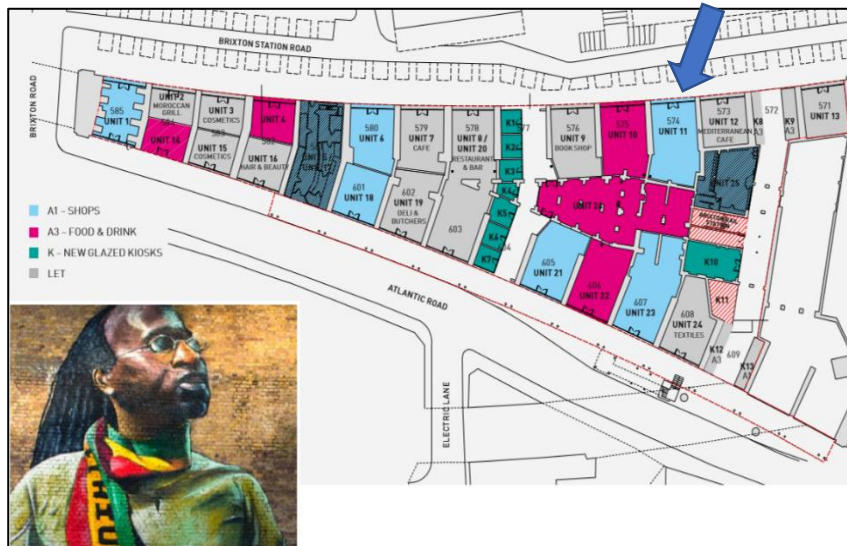 BRIXTON STATION ROAD
BRIXTON ROAD
585
UNIT 1
UNIT 2
MOROCCAN
GRILL
UNIT 14
UNIT 3
COSMETICS
583
UNIT 15
COSMETICS
UNIT 4
582
UNIT 16
HAIR & BEAUTY
580
UNIT 6
601
UNIT 18
579
UNIT 7
CAFE
602
UNIT 19
DELI &
BUTCHERS
578
UNIT 8 /
UNIT 20
RESTAURANT
& BAR
603
K1
K2
K3
K4
K5
K6
K7
576
UNIT 9
BOOKSHOP
575
UNIT 10
574
UNIT 11
573
UNIT 12
MEDITERRANEAN
CAFE
K8
A3
572
K9
A3
571
UNIT 13
UNIT 25
K10
K11
605
UNIT 21
606
UNIT 22
607
UNIT 23
608
UNIT 24
TEXTILES
K12
A3
609
K13
A1
A1 – SHOPS
A3 – FOOD & DRINK
K – NEW GLAZED KIOSKS
LET
ATLANTIC ROAD
ELECTRIC LANE